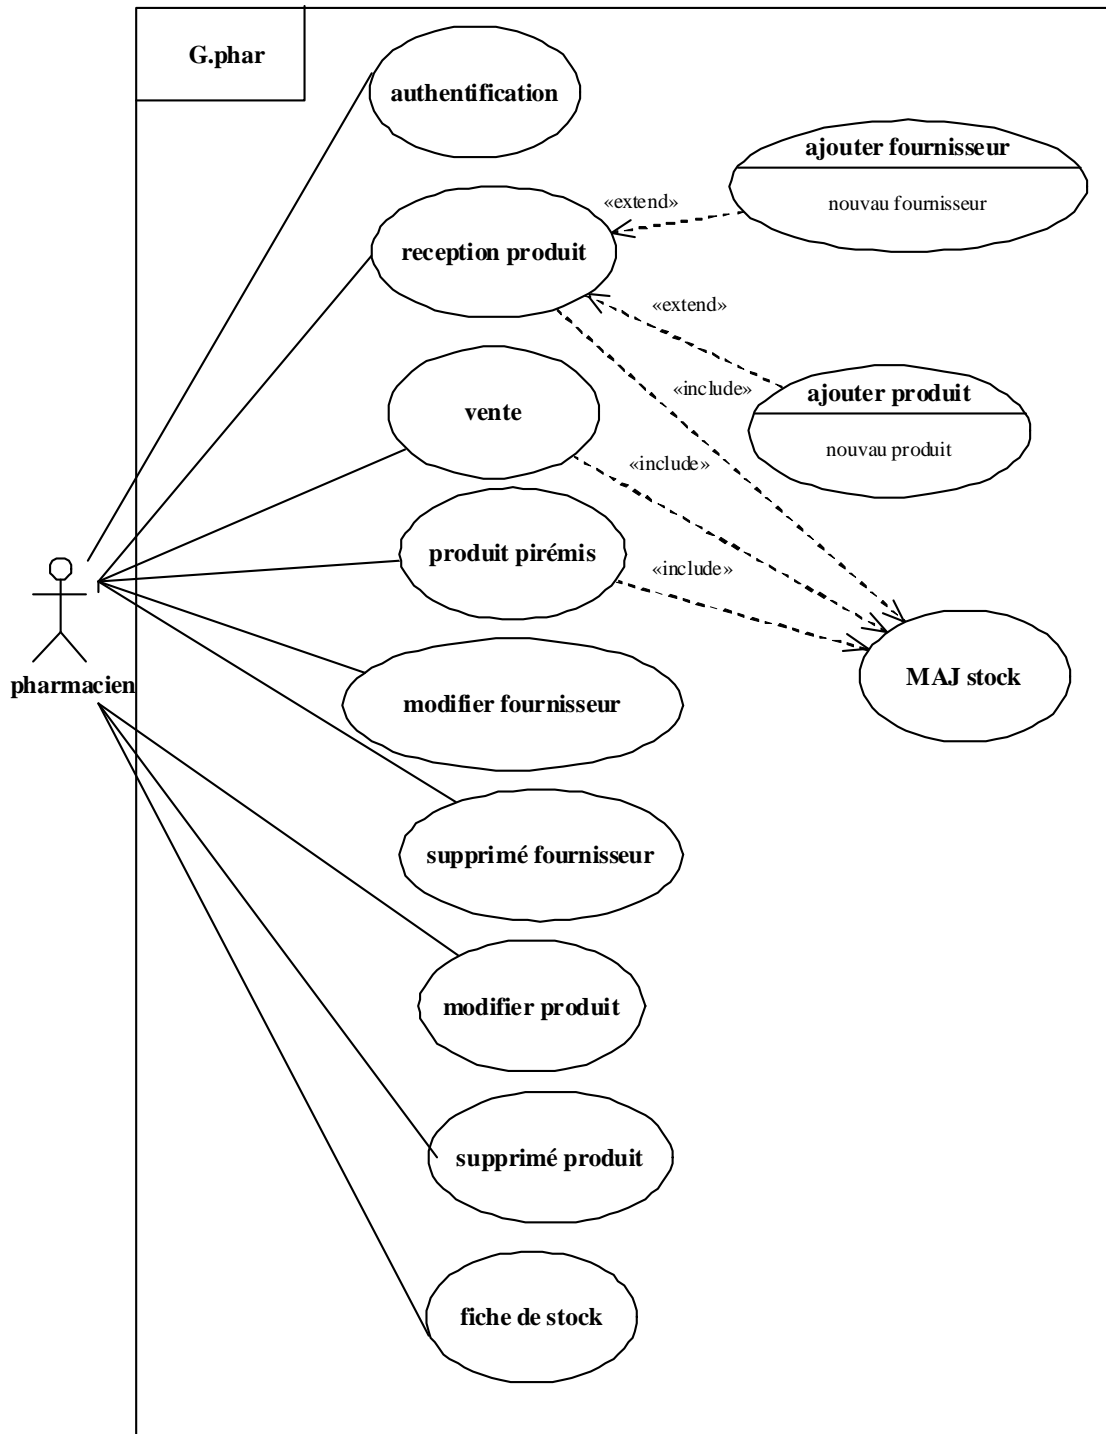 G.phar
authentification
ajouter fournisseur
nouvau fournisseur
«extend»
reception produit
«extend»
«include»
ajouter produit
nouvau produit
vente
«include»
produit pirémis
«include»
pharmacien
modifier fournisseur
MAJ stock
supprimé fournisseur
modifier produit
supprimé produit
fiche de stock